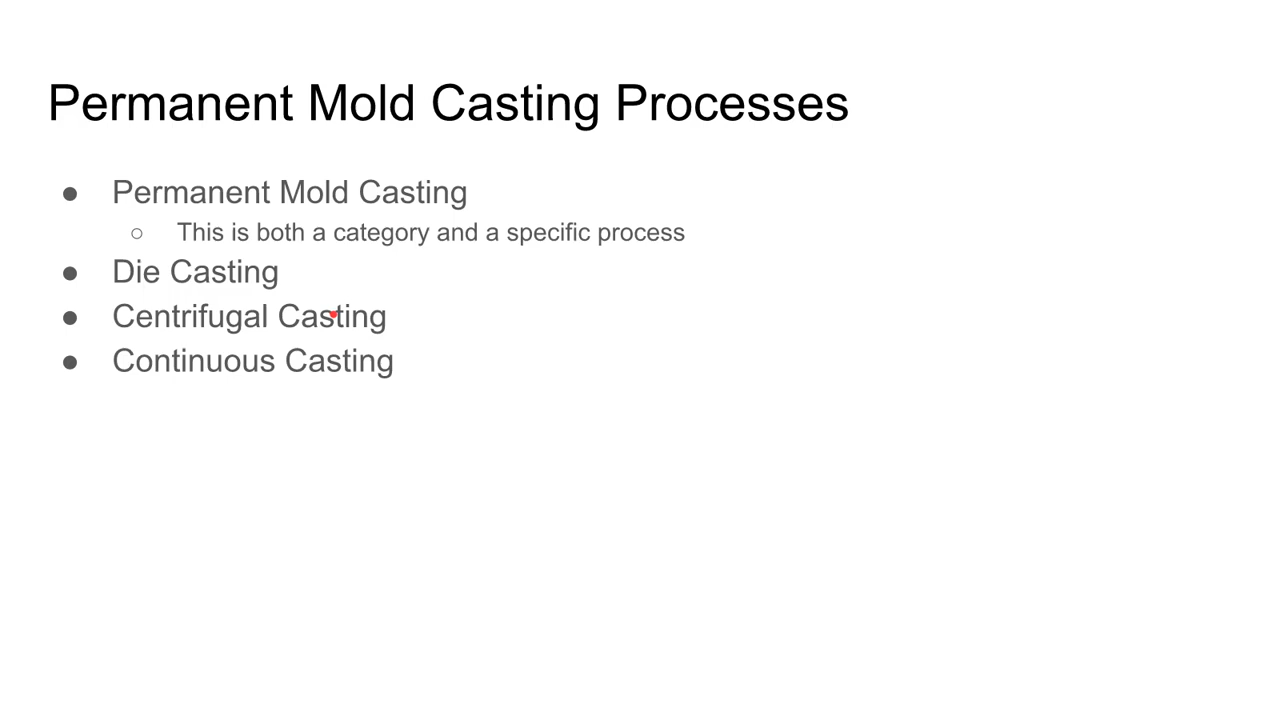 Permanent Mold Casting Processes
● Permanent Mold Casting
○ This is both a category and a specific process
● Die Casting
● Centrifugal Casting
● Continuous Casting